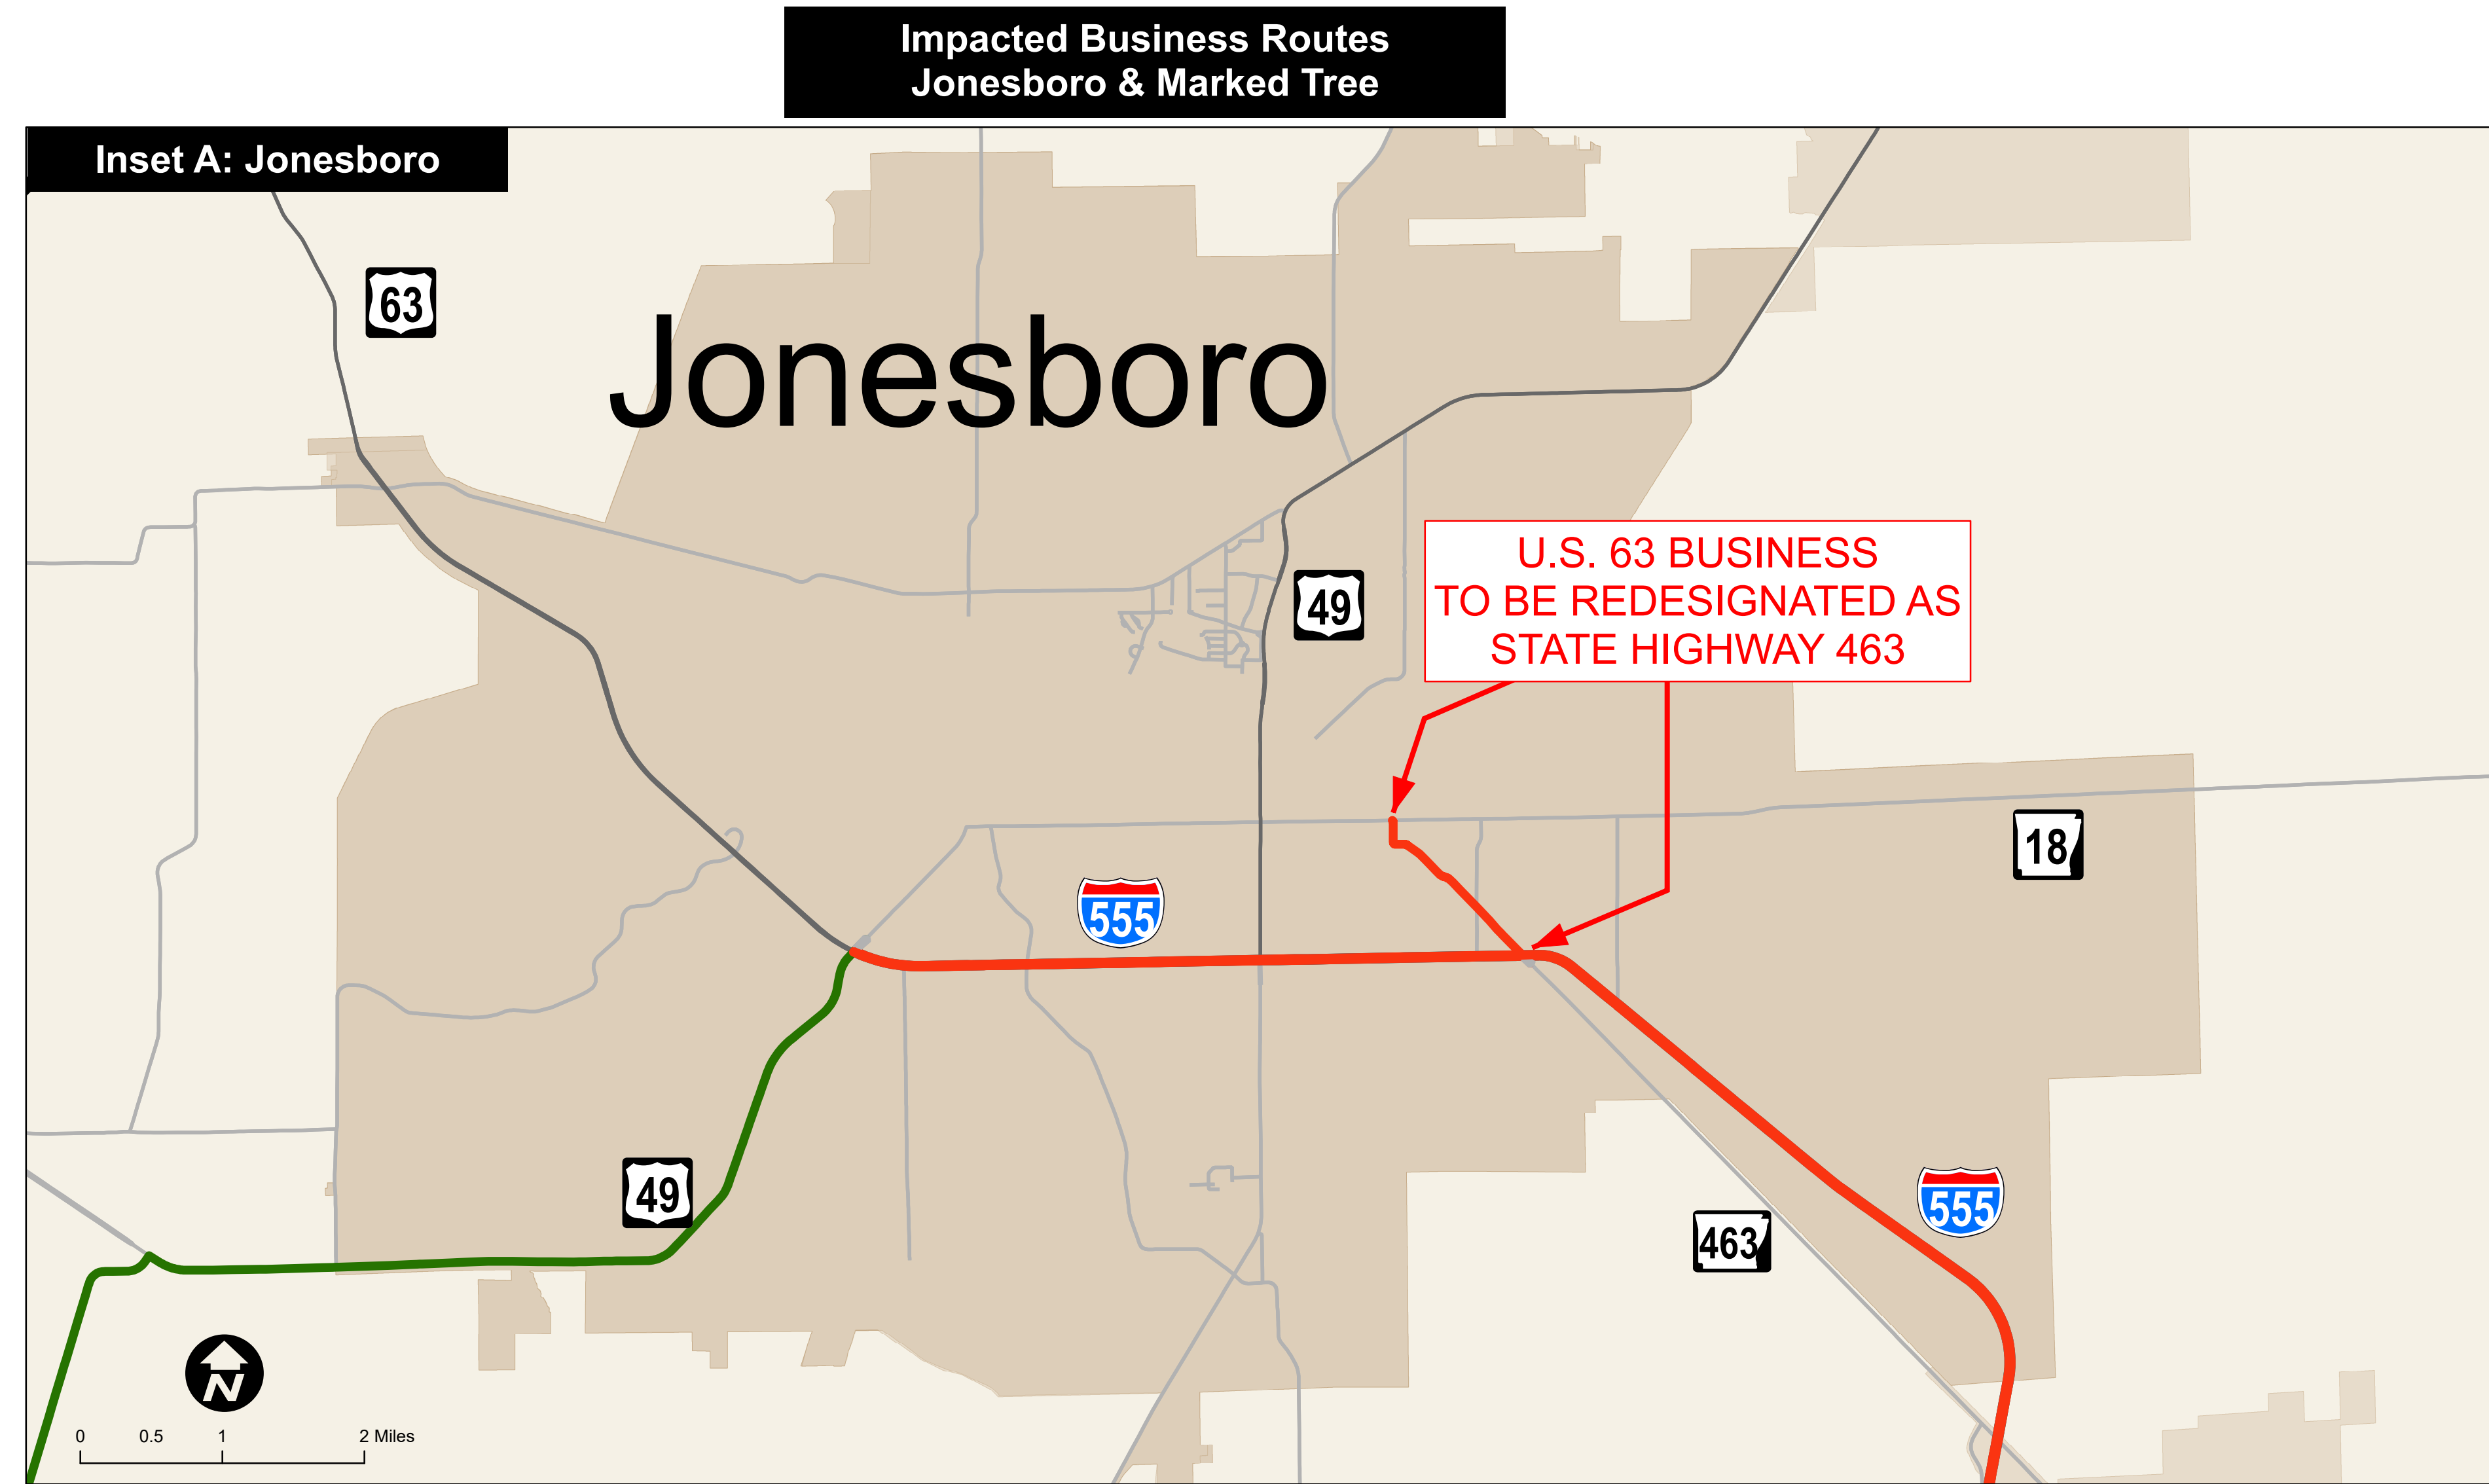 Impacted Business Routes
Jonesboro & Marked Tree
Inset A: Jonesboro
63
Jonesboro
49
U.S. 63 BUSINESS
TO BE REDESIGNATED AS
STATE HIGHWAY 463
18
555
49
555
463
N
0 0.5 1 2 Miles